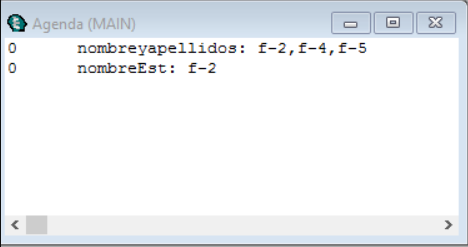 Agenda (MAIN)
0 nombreyapellidos: f-2,f-4,f-5
0 nombreEst: f-2